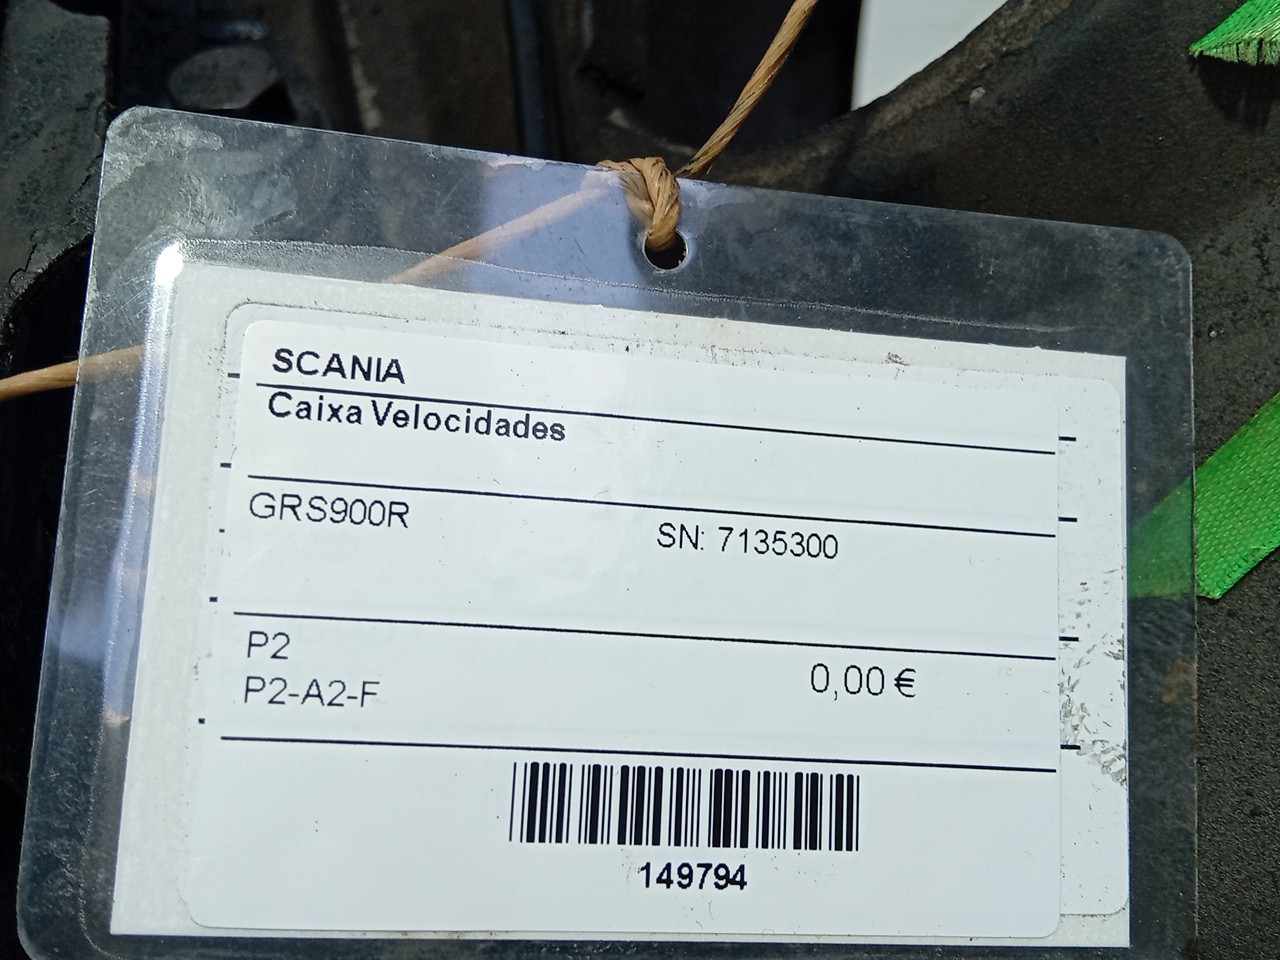 SCANIA
Caixa Velocidades
GRS900R
SN: 7135300
P2
0,00 €
P2-A2-F
149794